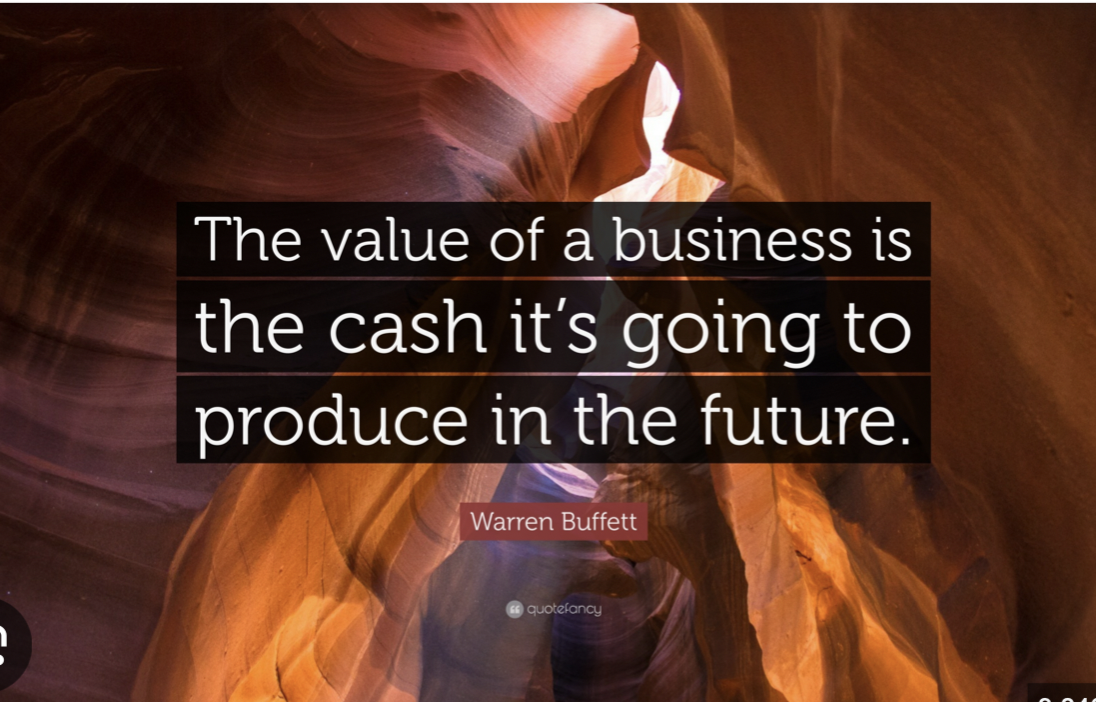 The value of a business is
the cash it’s going to
produce in the future.
Warren Buffett
quotefancy